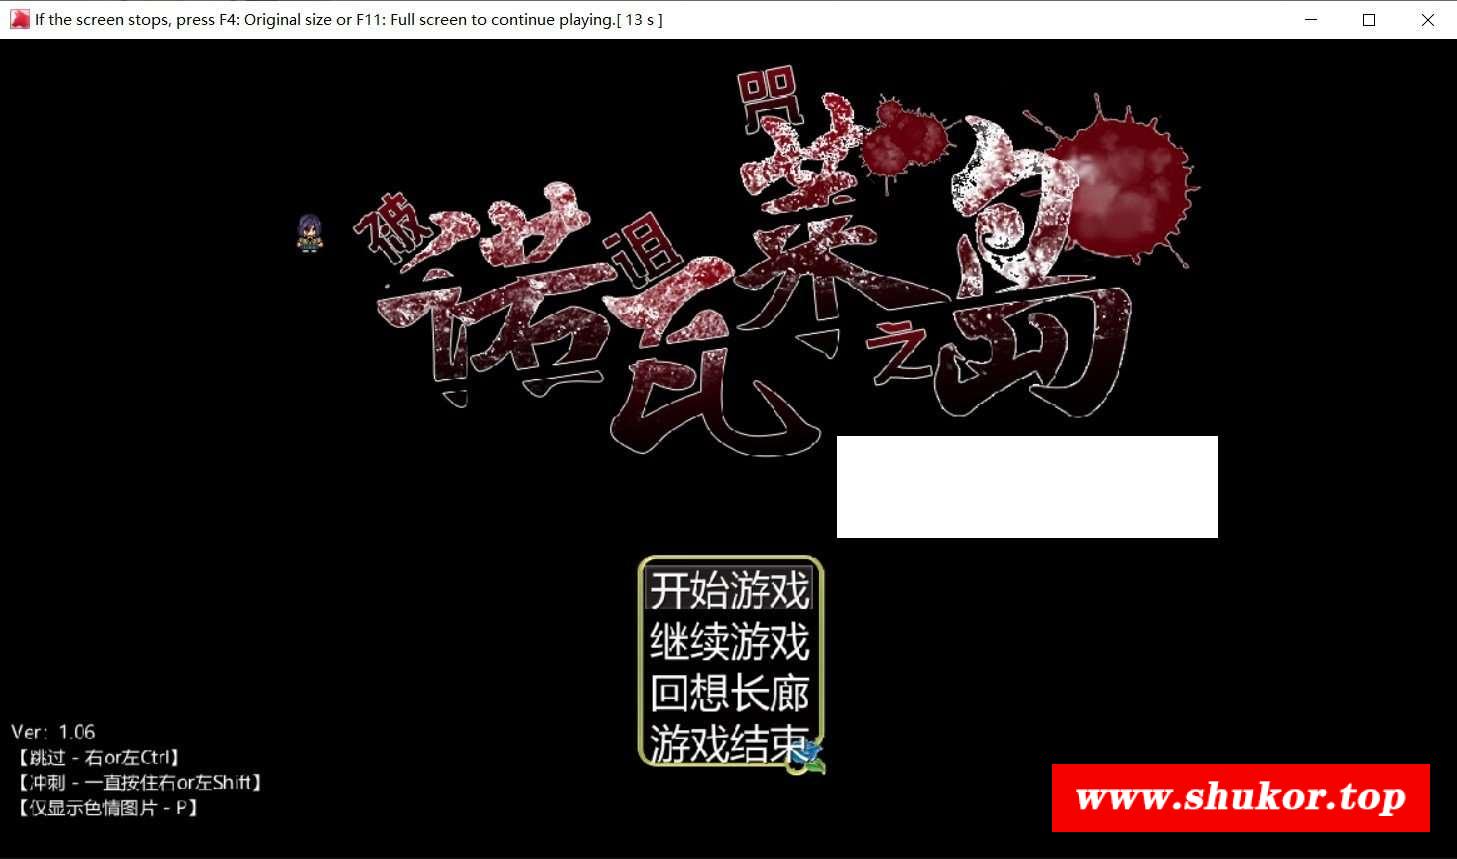 If the screen stops, press F4: Original size or F11: Full screen to continue playing.[ 13 s ]
破诅咒之
诺瓦莱岛
开始游戏
继续游戏
回想长廊
游戏结束
Ver: 1.06
【跳过 - 右or左Ctrl】
【冲刺 - 一直按住右or左Shift】
【仅显示色情图片 - P】
www.shukor.top